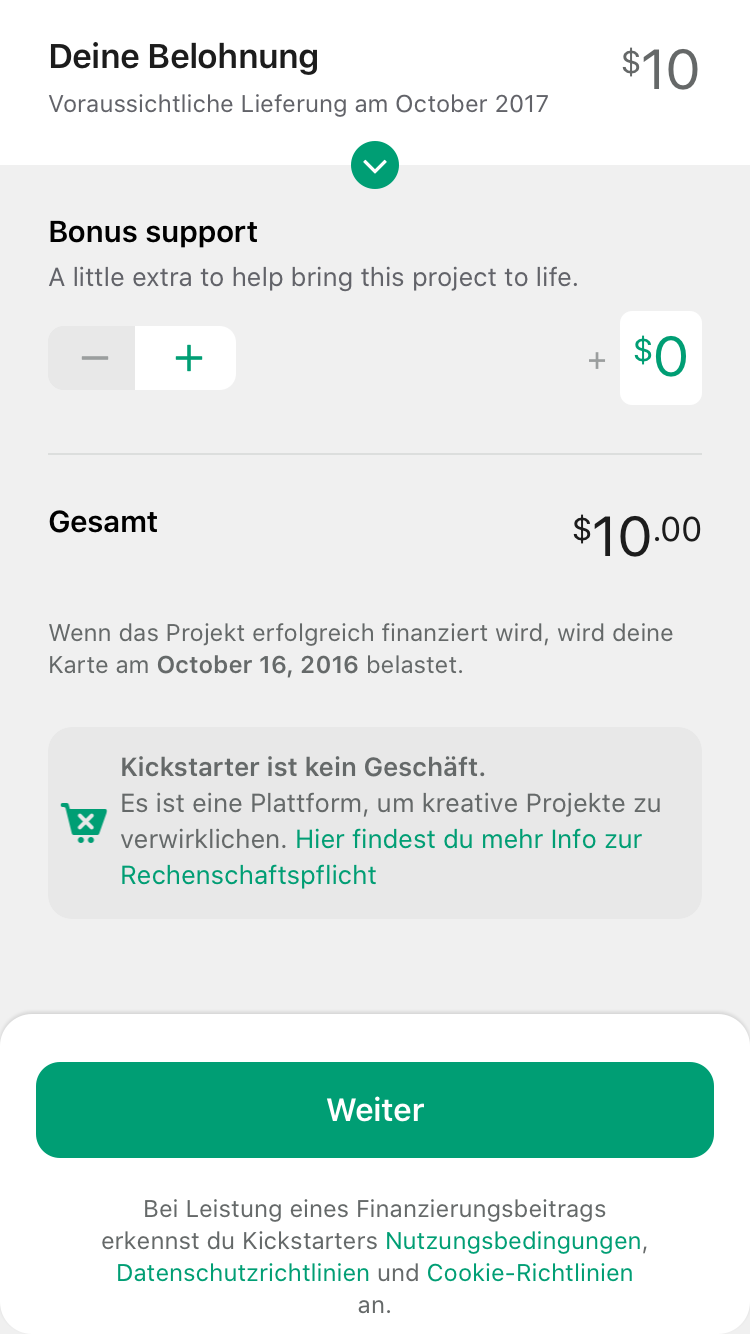 Deine Belohnung
$10
Voraussichtliche Lieferung am October 2017
Bonus support
A little extra to help bring this project to life.
+ $0
Gesamt
$10.00
Wenn das Projekt erfolgreich finanziert wird, wird deine
Karte am October 16, 2016 belastet.
Kickstarter ist kein Geschäft.
Es ist eine Plattform, um kreative Projekte zu
verwirklichen. Hier findest du mehr Info zur
Rechenschaftspflicht
Weiter
Bei Leistung eines Finanzierungsbeitrags
erkennst du Kickstarters Nutzungsbedingungen,
Datenschutzrichtlinien und Cookie-Richtlinien
an.